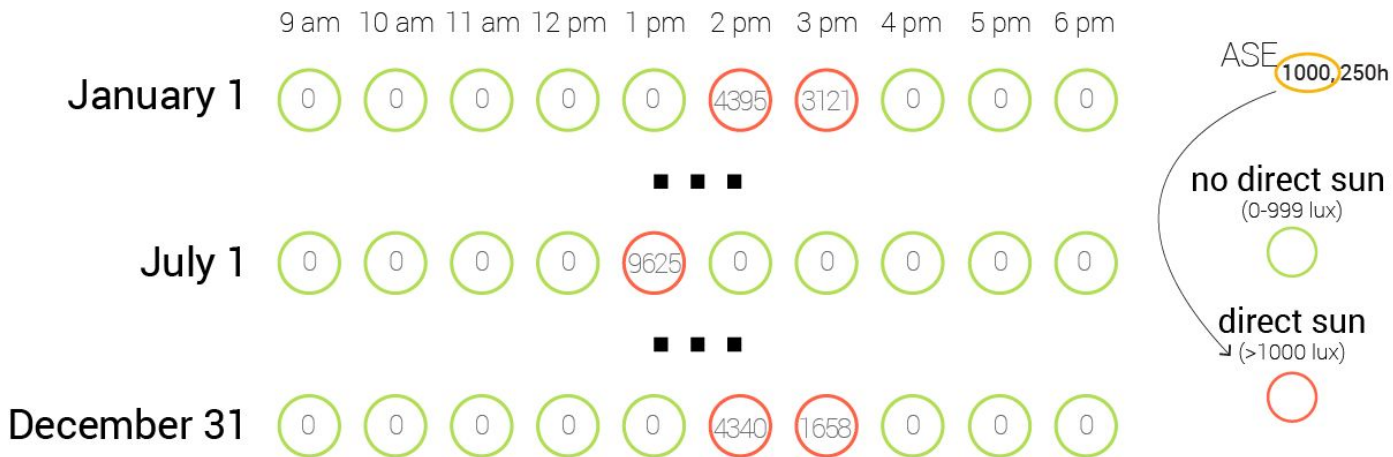 9 am 10 am 11 am 12 pm 1 pm 2 pm 3 pm 4 pm 5 pm 6 pm
January 1 0 0 0 0 0 4395 3121 0 0 0
July 1 0 0 0 0 9625 0 0 0 0 0
December 31 0 0 0 0 0 4340 1658 0 0 0
ASE 1000, 250h
no direct sun
(0-999 lux)
direct sun
(>1000 lux)